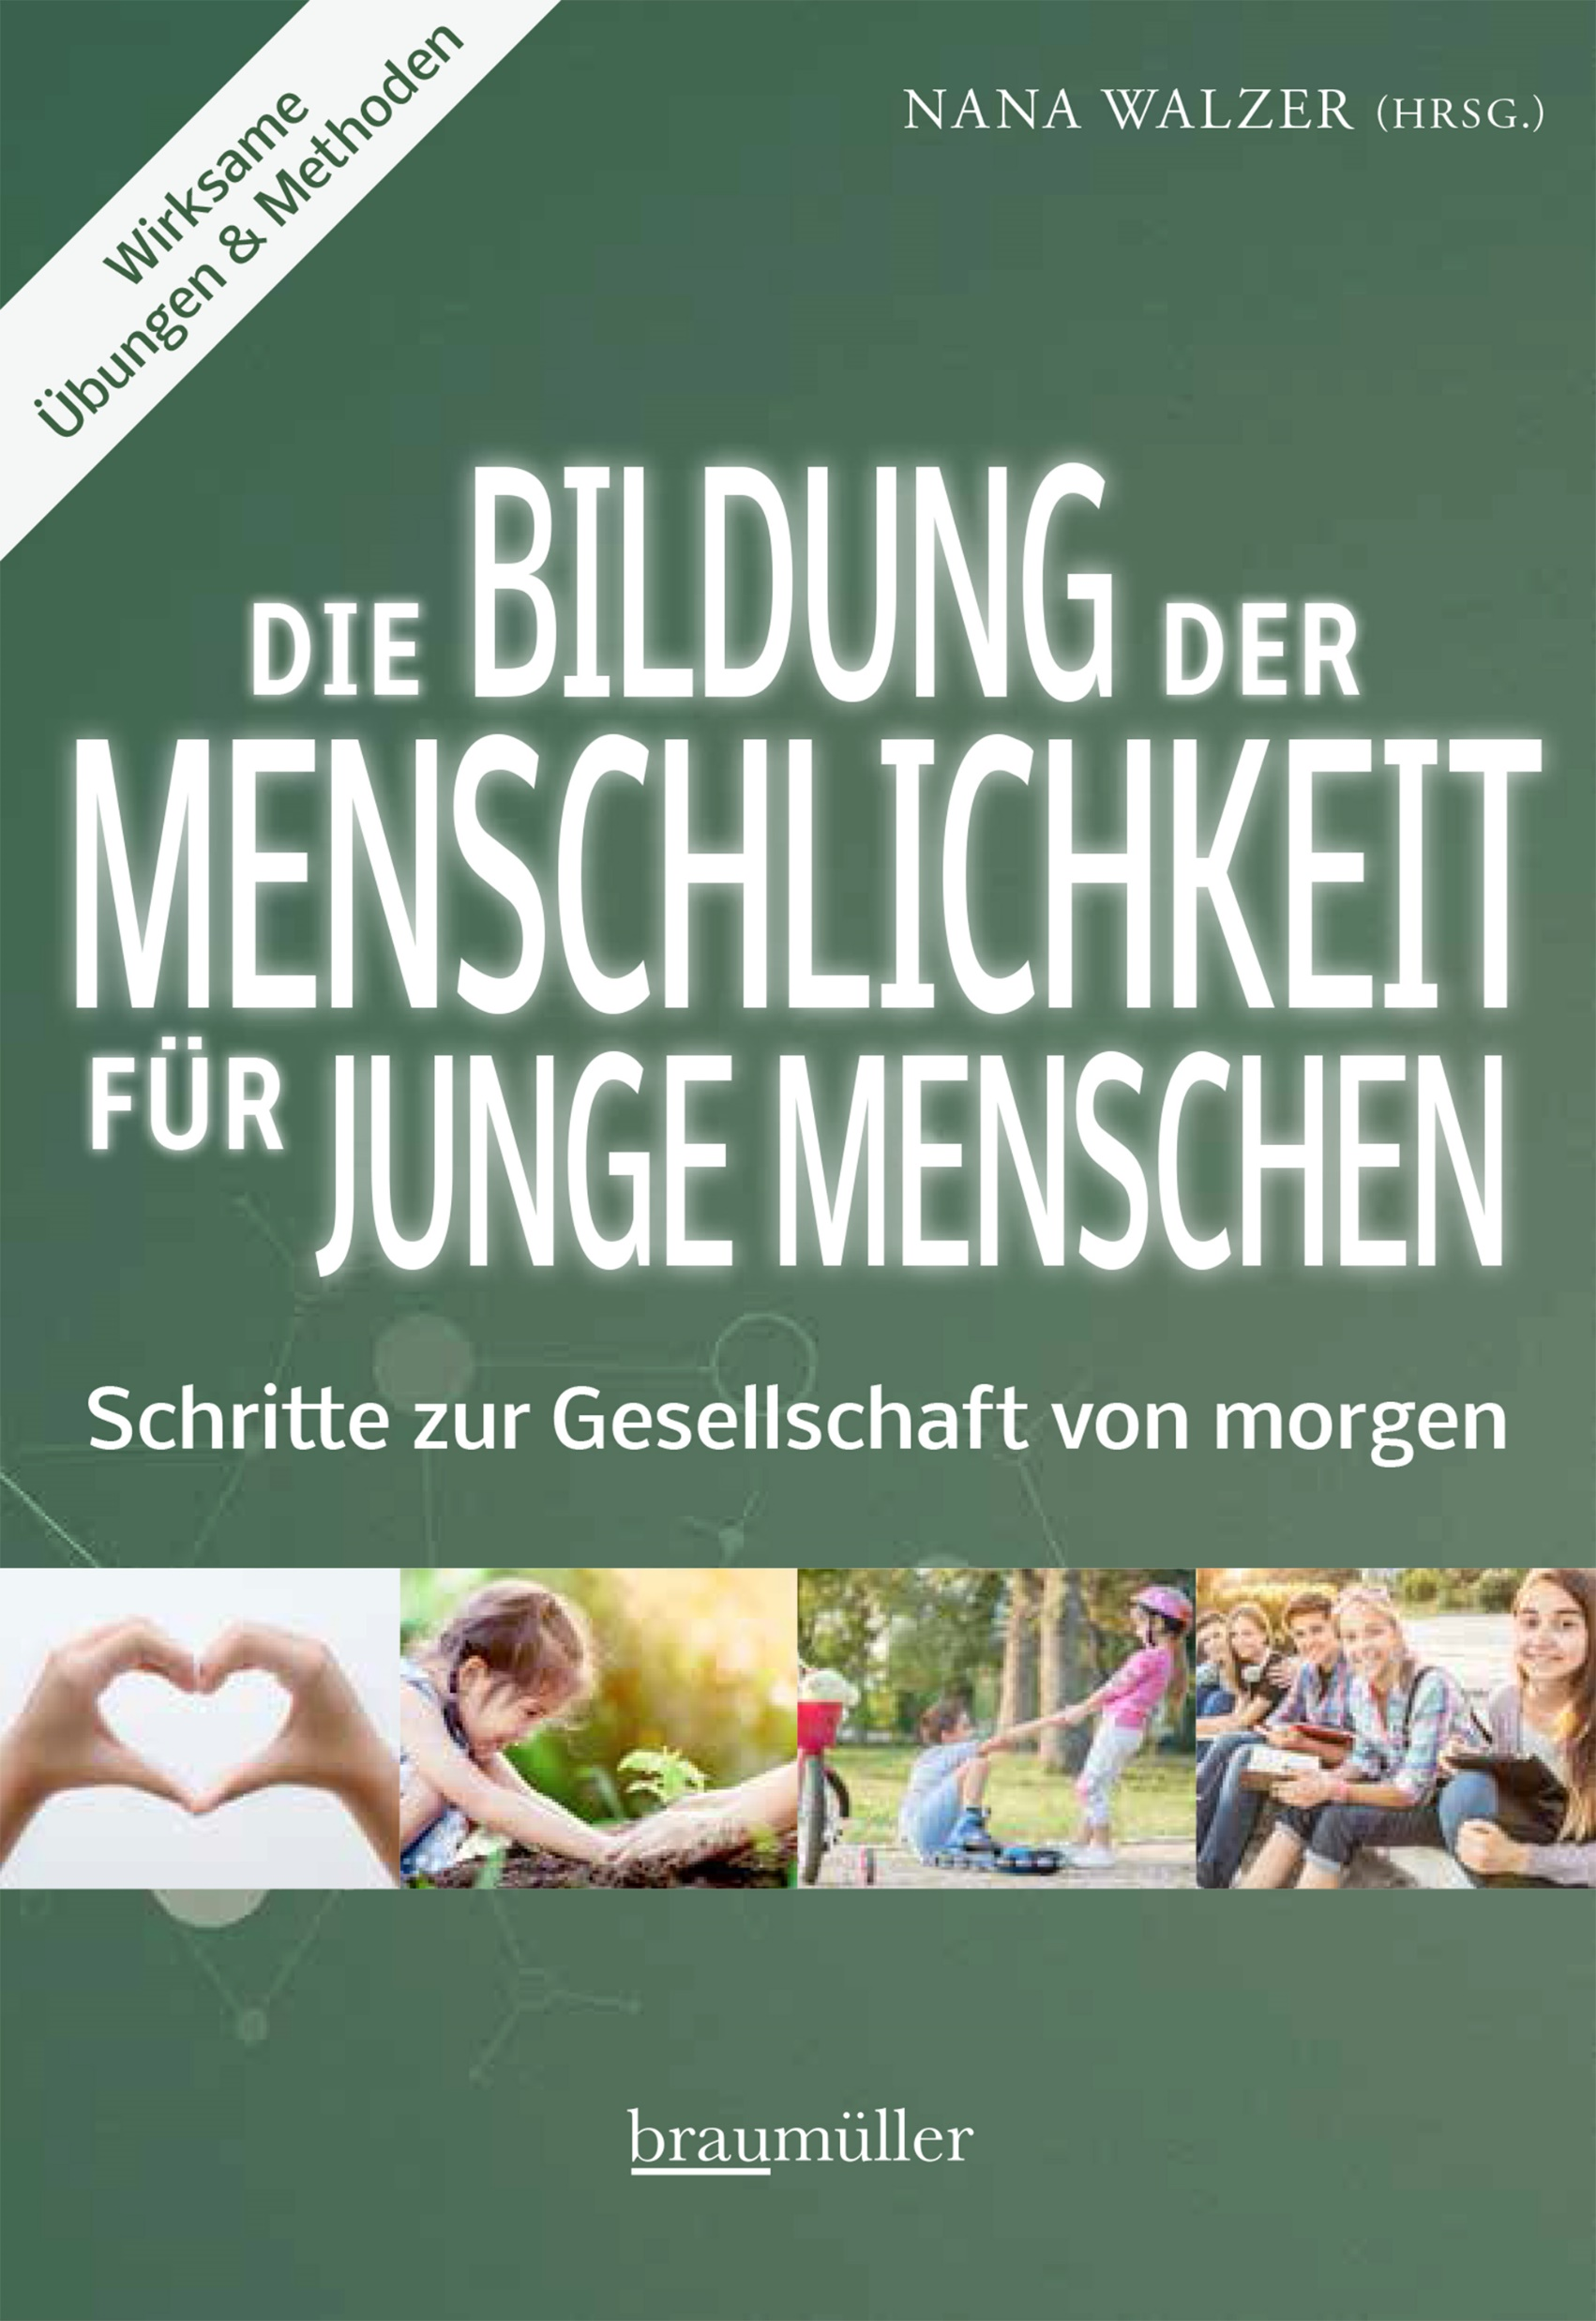 Wirksame
Übungen & Methoden
NANA WALZER (HRSG.)
DIE BILDUNG DER
MENSCHLICHKEIT
FÜR JUNGE MENSCHEN
Schritte zur Gesellschaft von morgen
braumüller